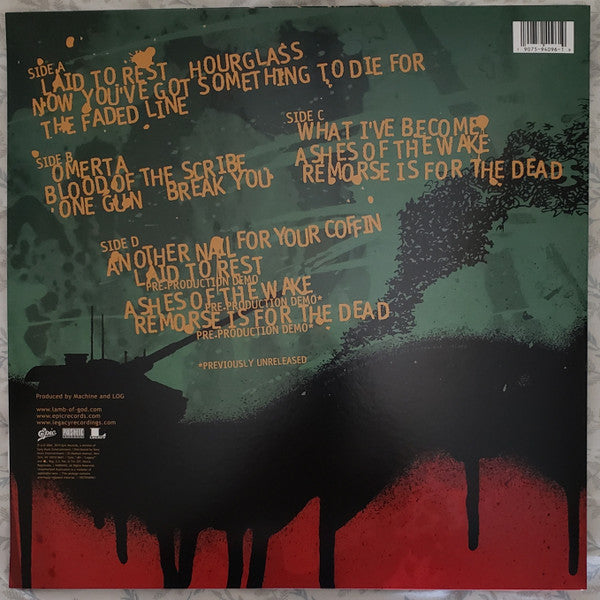 SIDE A
LAID TO REST HOURGLASS
NOW YOU'VE GOT SOMETHING TO DIE FOR
THE FADED LINE
SIDE B
OMERTA
BLOOD OF THE SCRIBE
ONE GUN BREAK YOU
SIDE C
WHAT I'VE BECOME
ASHES OF THE WAKE
REMORSE IS FOR THE DEAD
SIDE D
ANOTHER NAIL FOR YOUR COFFIN
LAID TO REST
PRE-PRODUCTION DEMO
ASHES OF THE WAKE
PRE-PRODUCTION DEMO*
REMORSE IS FOR THE DEAD
PRE-PRODUCTION DEMO*
*PREVIOUSLY UNRELEASED
Produced by Machine and LOG
www.lamb-of-god.com
www.epicrecords.com
www.legacyrecordings.com
Epic